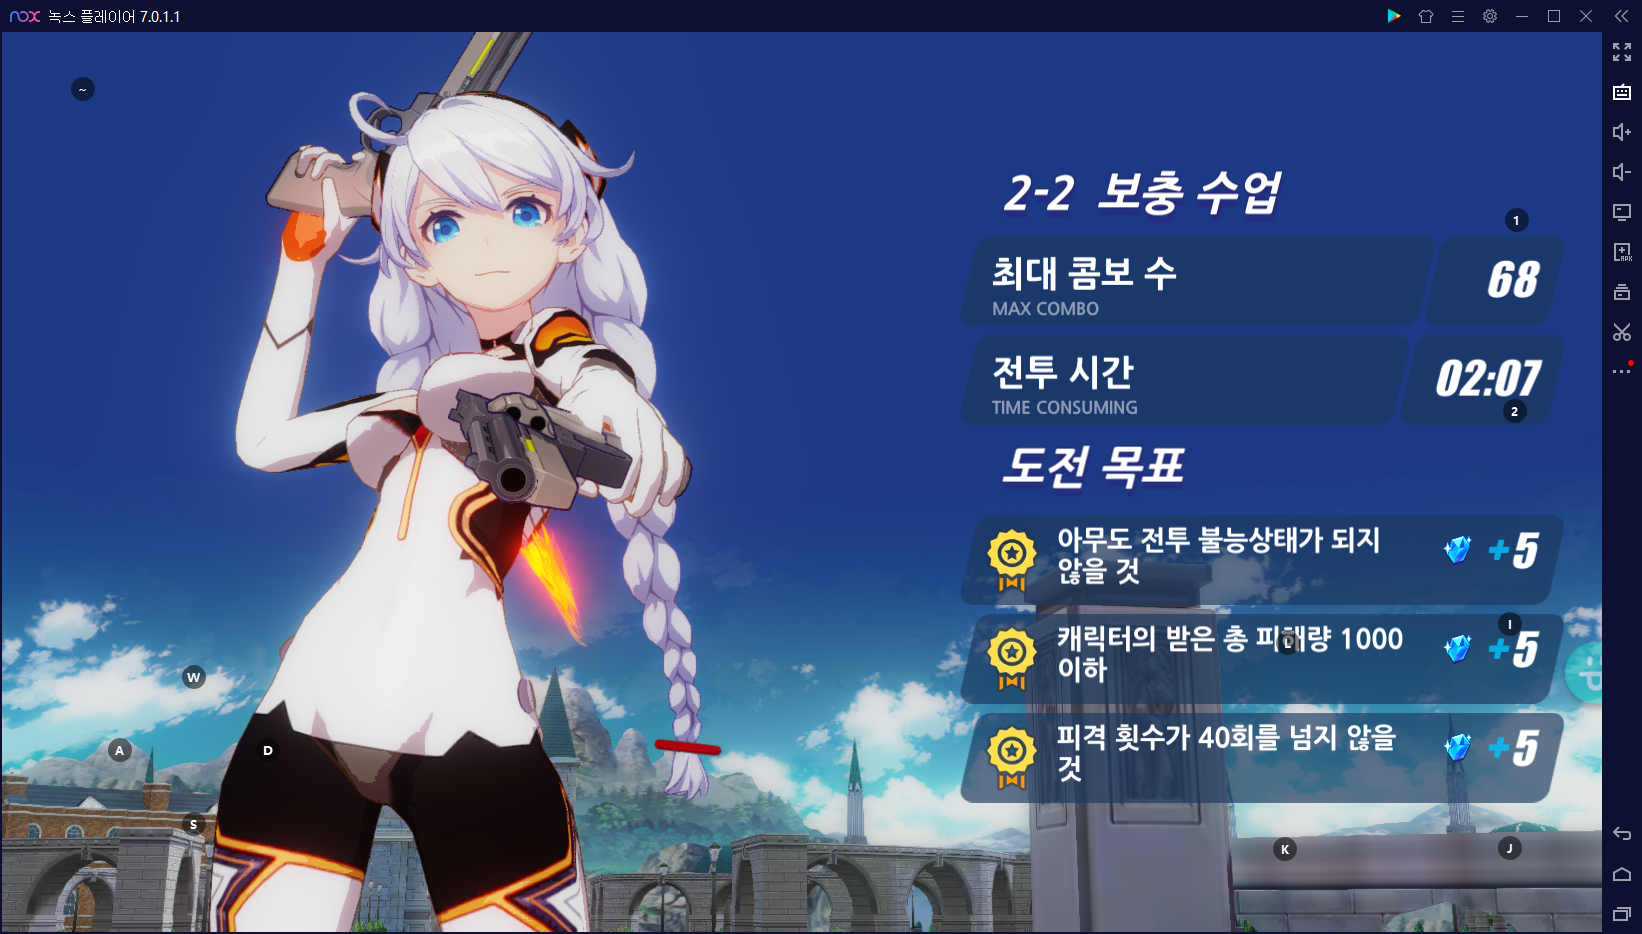 nox 녹스 플레이어 7.0.1.1
~
2-2 보충 수업
1
최대 콤보 수
68
MAX COMBO
전투 시간
02:07
TIME CONSUMING
2
도전 목표
아무도 전투 불능상태가 되지
않을 것
+5
I
캐릭터의 받은 총 피해량 1000
이하
+5
L
W
피격 횟수가 40회를 넘지 않을
것
+5
A
D
S
K
J
APK